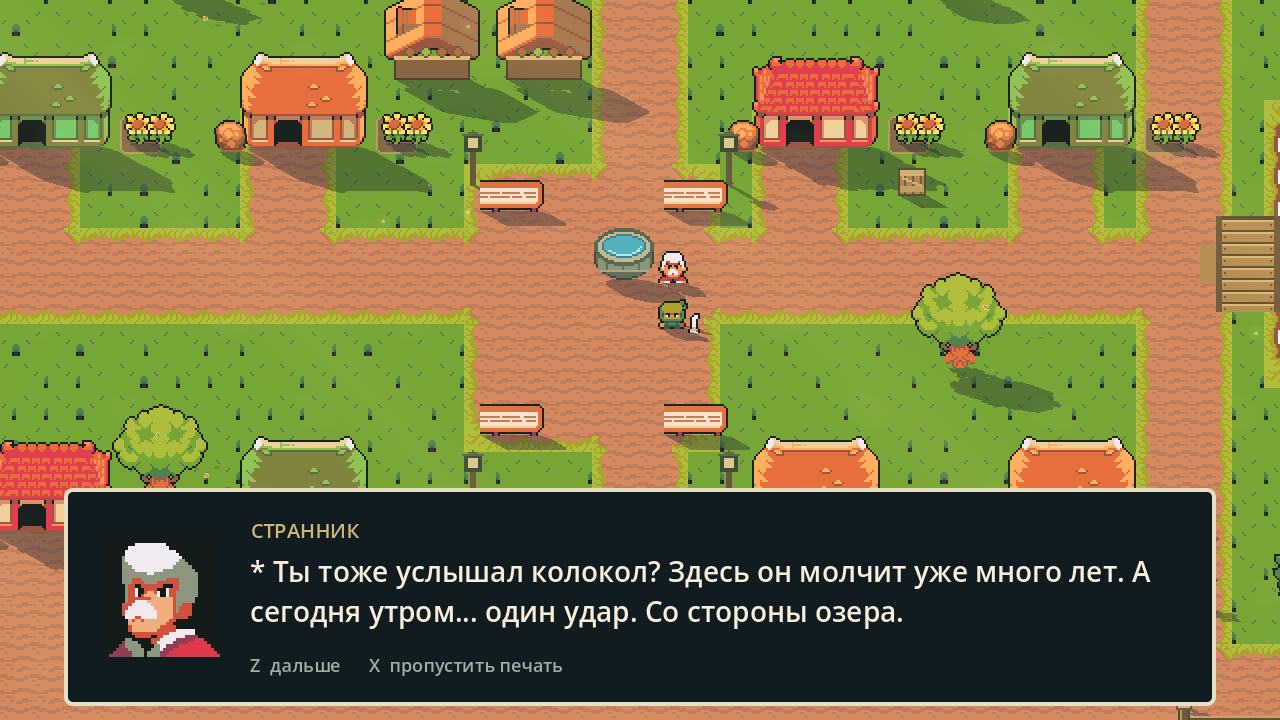 СТРАННИК
* Ты тоже услышал колокол? Здесь он молчит уже много лет. А
сегодня утром... один удар. Со стороны озера.
Z дальше X пропустить печать